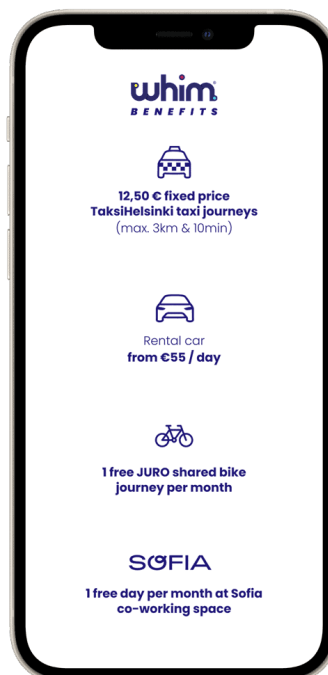 whim
BENEFITS
12,50 € fixed price
TaksiHelsinki taxi journeys
(max. 3km & 10min)
Rental car
from €55 / day
1 free JURO shared bike
journey per month
SOFIA
1 free day per month at Sofia
co-working space